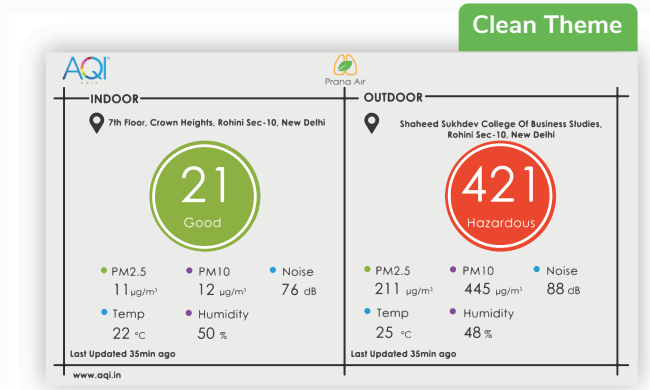 Clean Theme
AQI
INDIA
Prana Air
INDOOR
7th Floor, Crown Heights, Rohini Sec-10, New Delhi
21
Good
PM2.5
11 µg/m³
PM10
12 µg/m³
Noise
76 dB
Temp
22 °C
Humidity
50 %
Last Updated 35min ago
OUTDOOR
Shaheed Sukhdev College Of Business Studies,
Rohini Sec-10, New Delhi
421
Hazardous
PM2.5
211 µg/m³
PM10
445 µg/m³
Noise
88 dB
Temp
25 °C
Humidity
48 %
Last Updated 35min ago
www.aqi.in